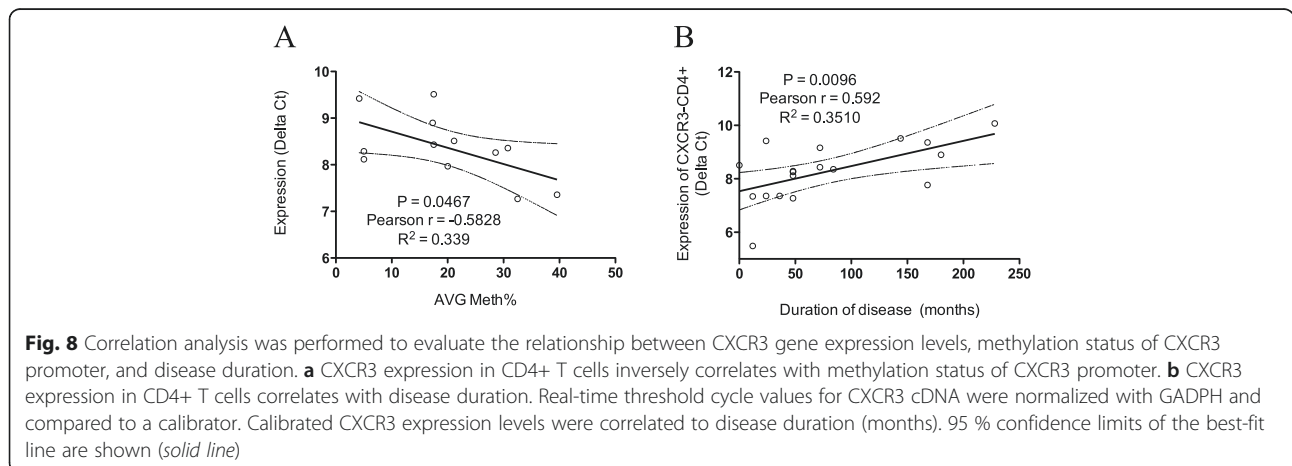 A
Expression (Delta Ct)
10
9
8
7
6
P = 0.0467
Pearson r = -0.5828
R² = 0.339
0 10 20 30 40 50
AVG Meth%
B
Expression of CXCR3-CD4+
(Delta Ct)
12
10
8
6
P = 0.0096
Pearson r = 0.592
R² = 0.3510
0 50 100 150 200 250
Duration of disease (months)
Fig. 8 Correlation analysis was performed to evaluate the relationship between CXCR3 gene expression levels, methylation status of CXCR3
promoter, and disease duration. a CXCR3 expression in CD4+ T cells inversely correlates with methylation status of CXCR3 promoter. b CXCR3
expression in CD4+ T cells correlates with disease duration. Real-time threshold cycle values for CXCR3 cDNA were normalized with GADPH and
compared to a calibrator. Calibrated CXCR3 expression levels were correlated to disease duration (months). 95 % confidence limits of the best-fit
line are shown (solid line)